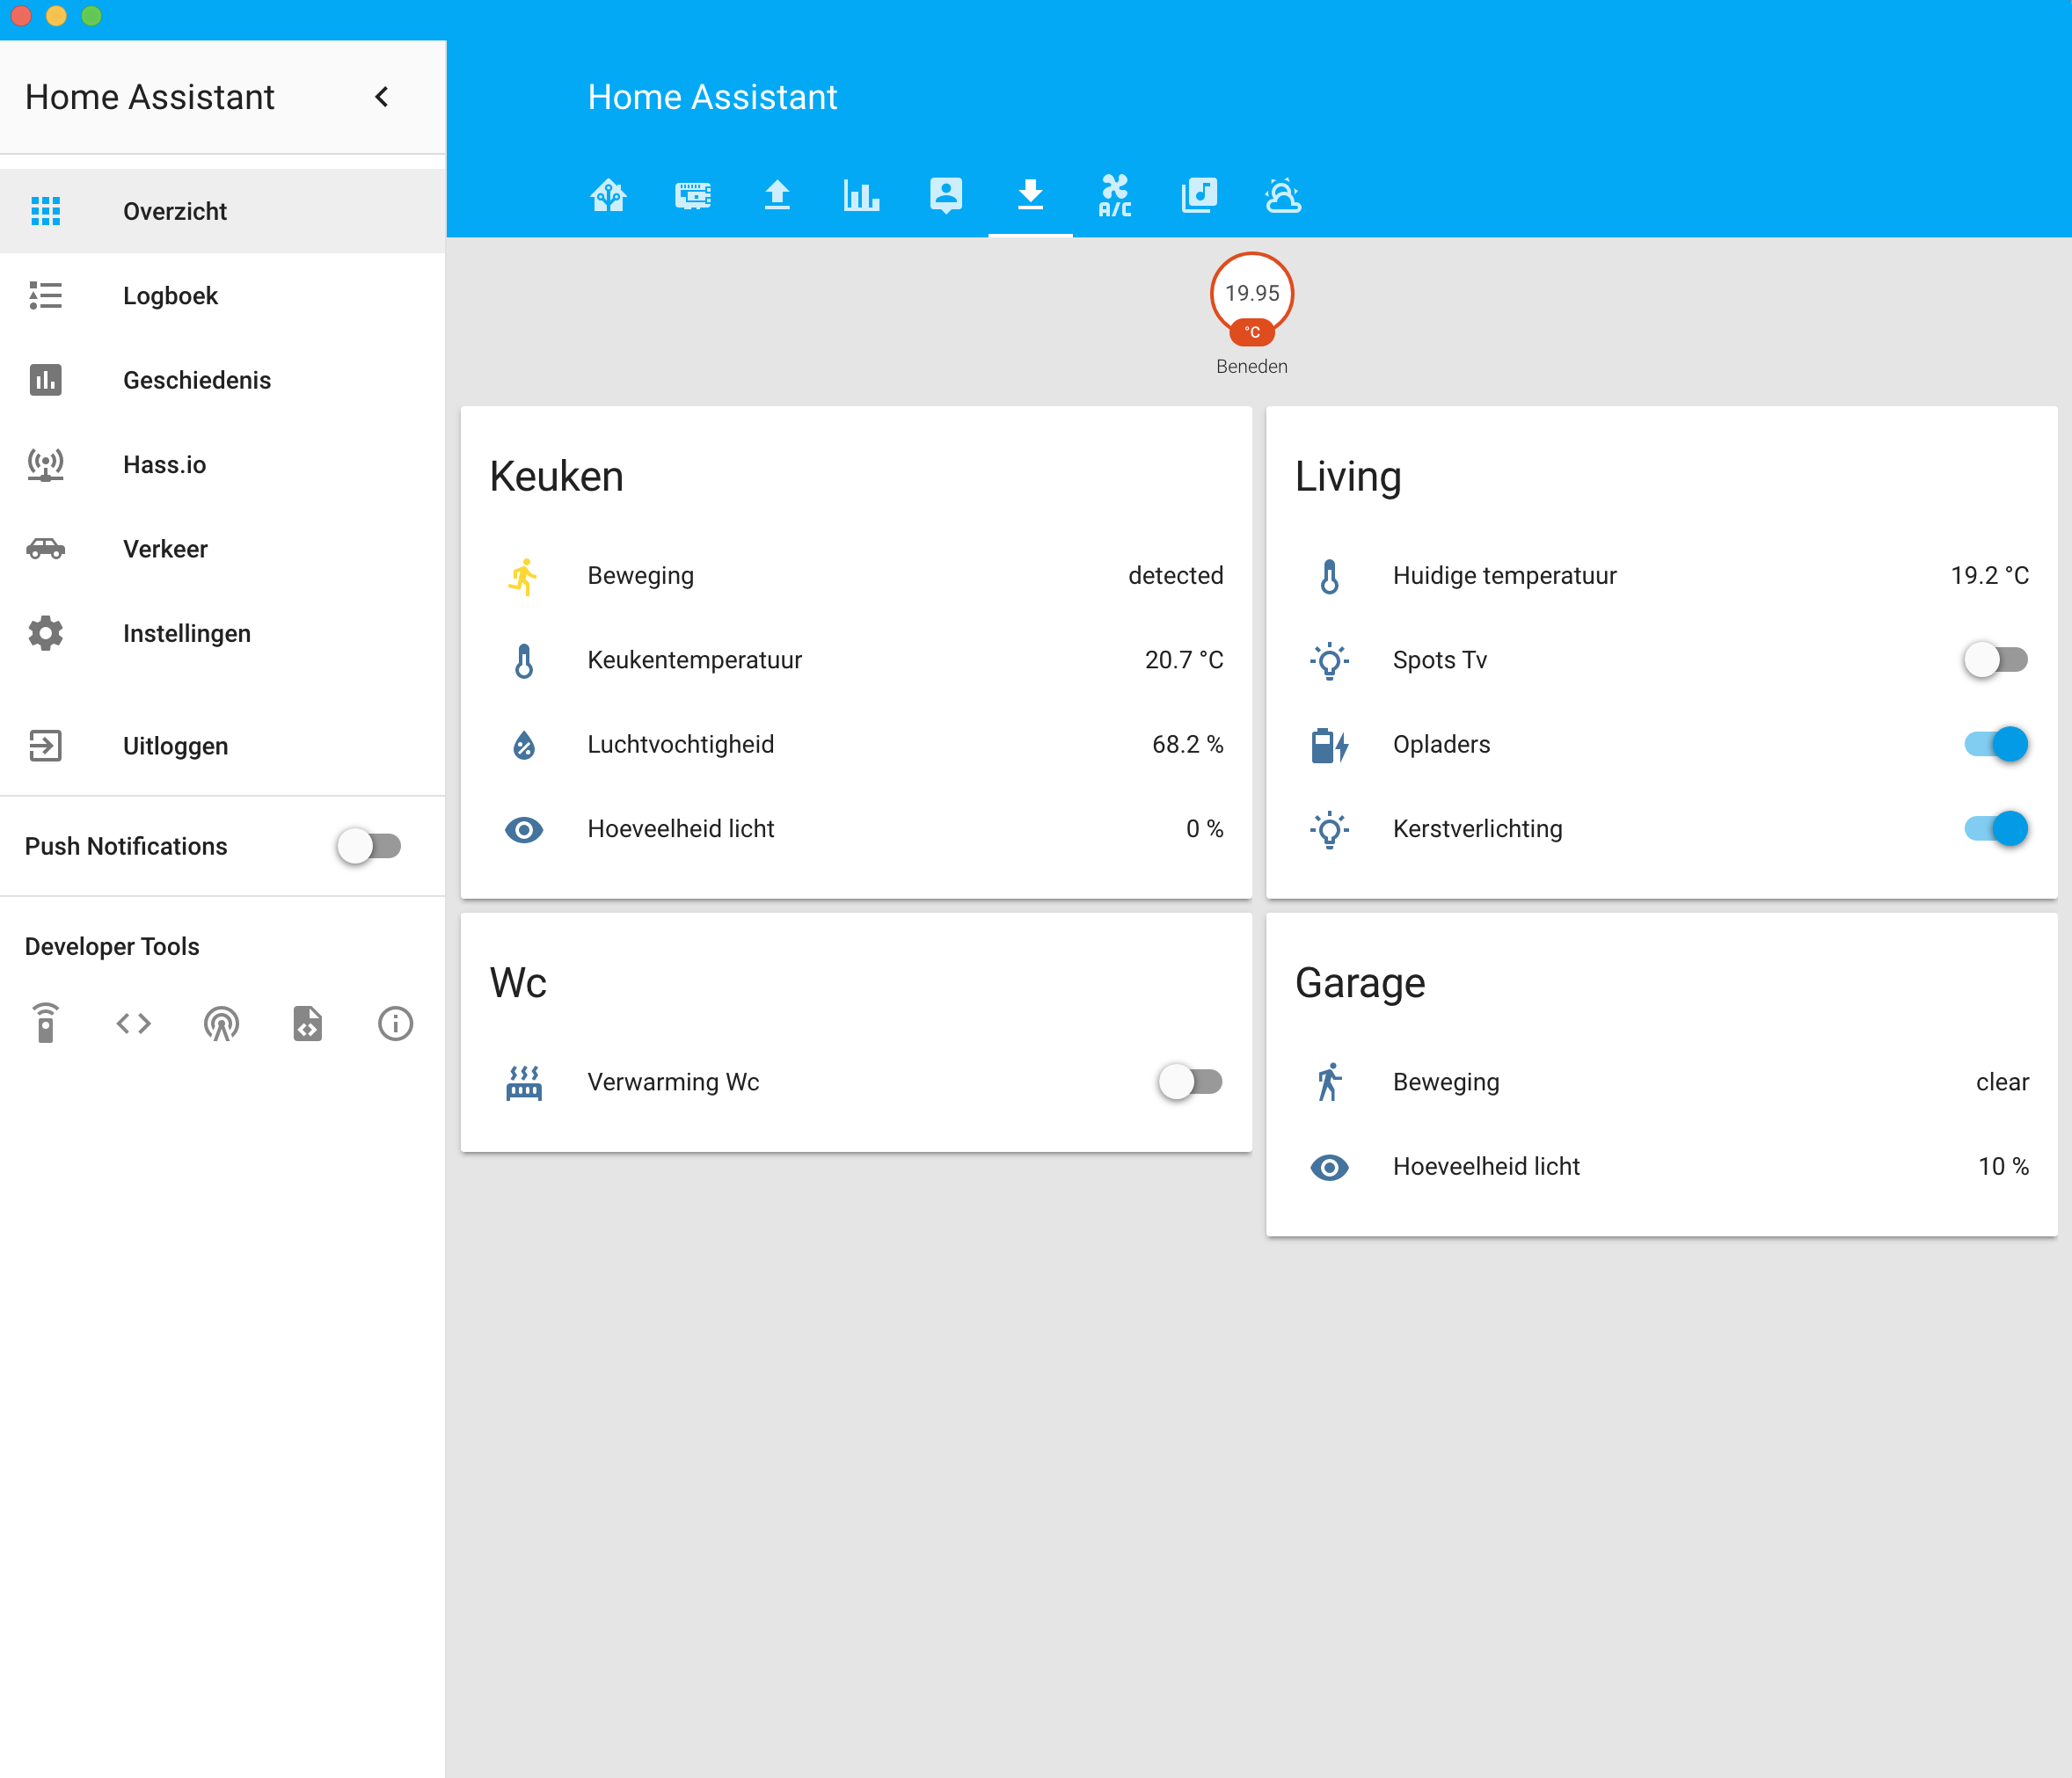 Home Assistant
Overzicht
Logboek
Geschiedenis
Hass.io
Verkeer
Instellingen
Uitloggen
Push Notifications
Developer Tools
Home Assistant
A/C
19.95
°C
Beneden
Keuken
Beweging detected
Keukentemperatuur 20.7 °C
Luchtvochtigheid 68.2 %
Hoeveelheid licht 0 %
Living
Huidige temperatuur 19.2 °C
Spots Tv
Opladers
Kerstverlichting
Wc
Verwarming Wc
Garage
Beweging clear
Hoeveelheid licht 10 %